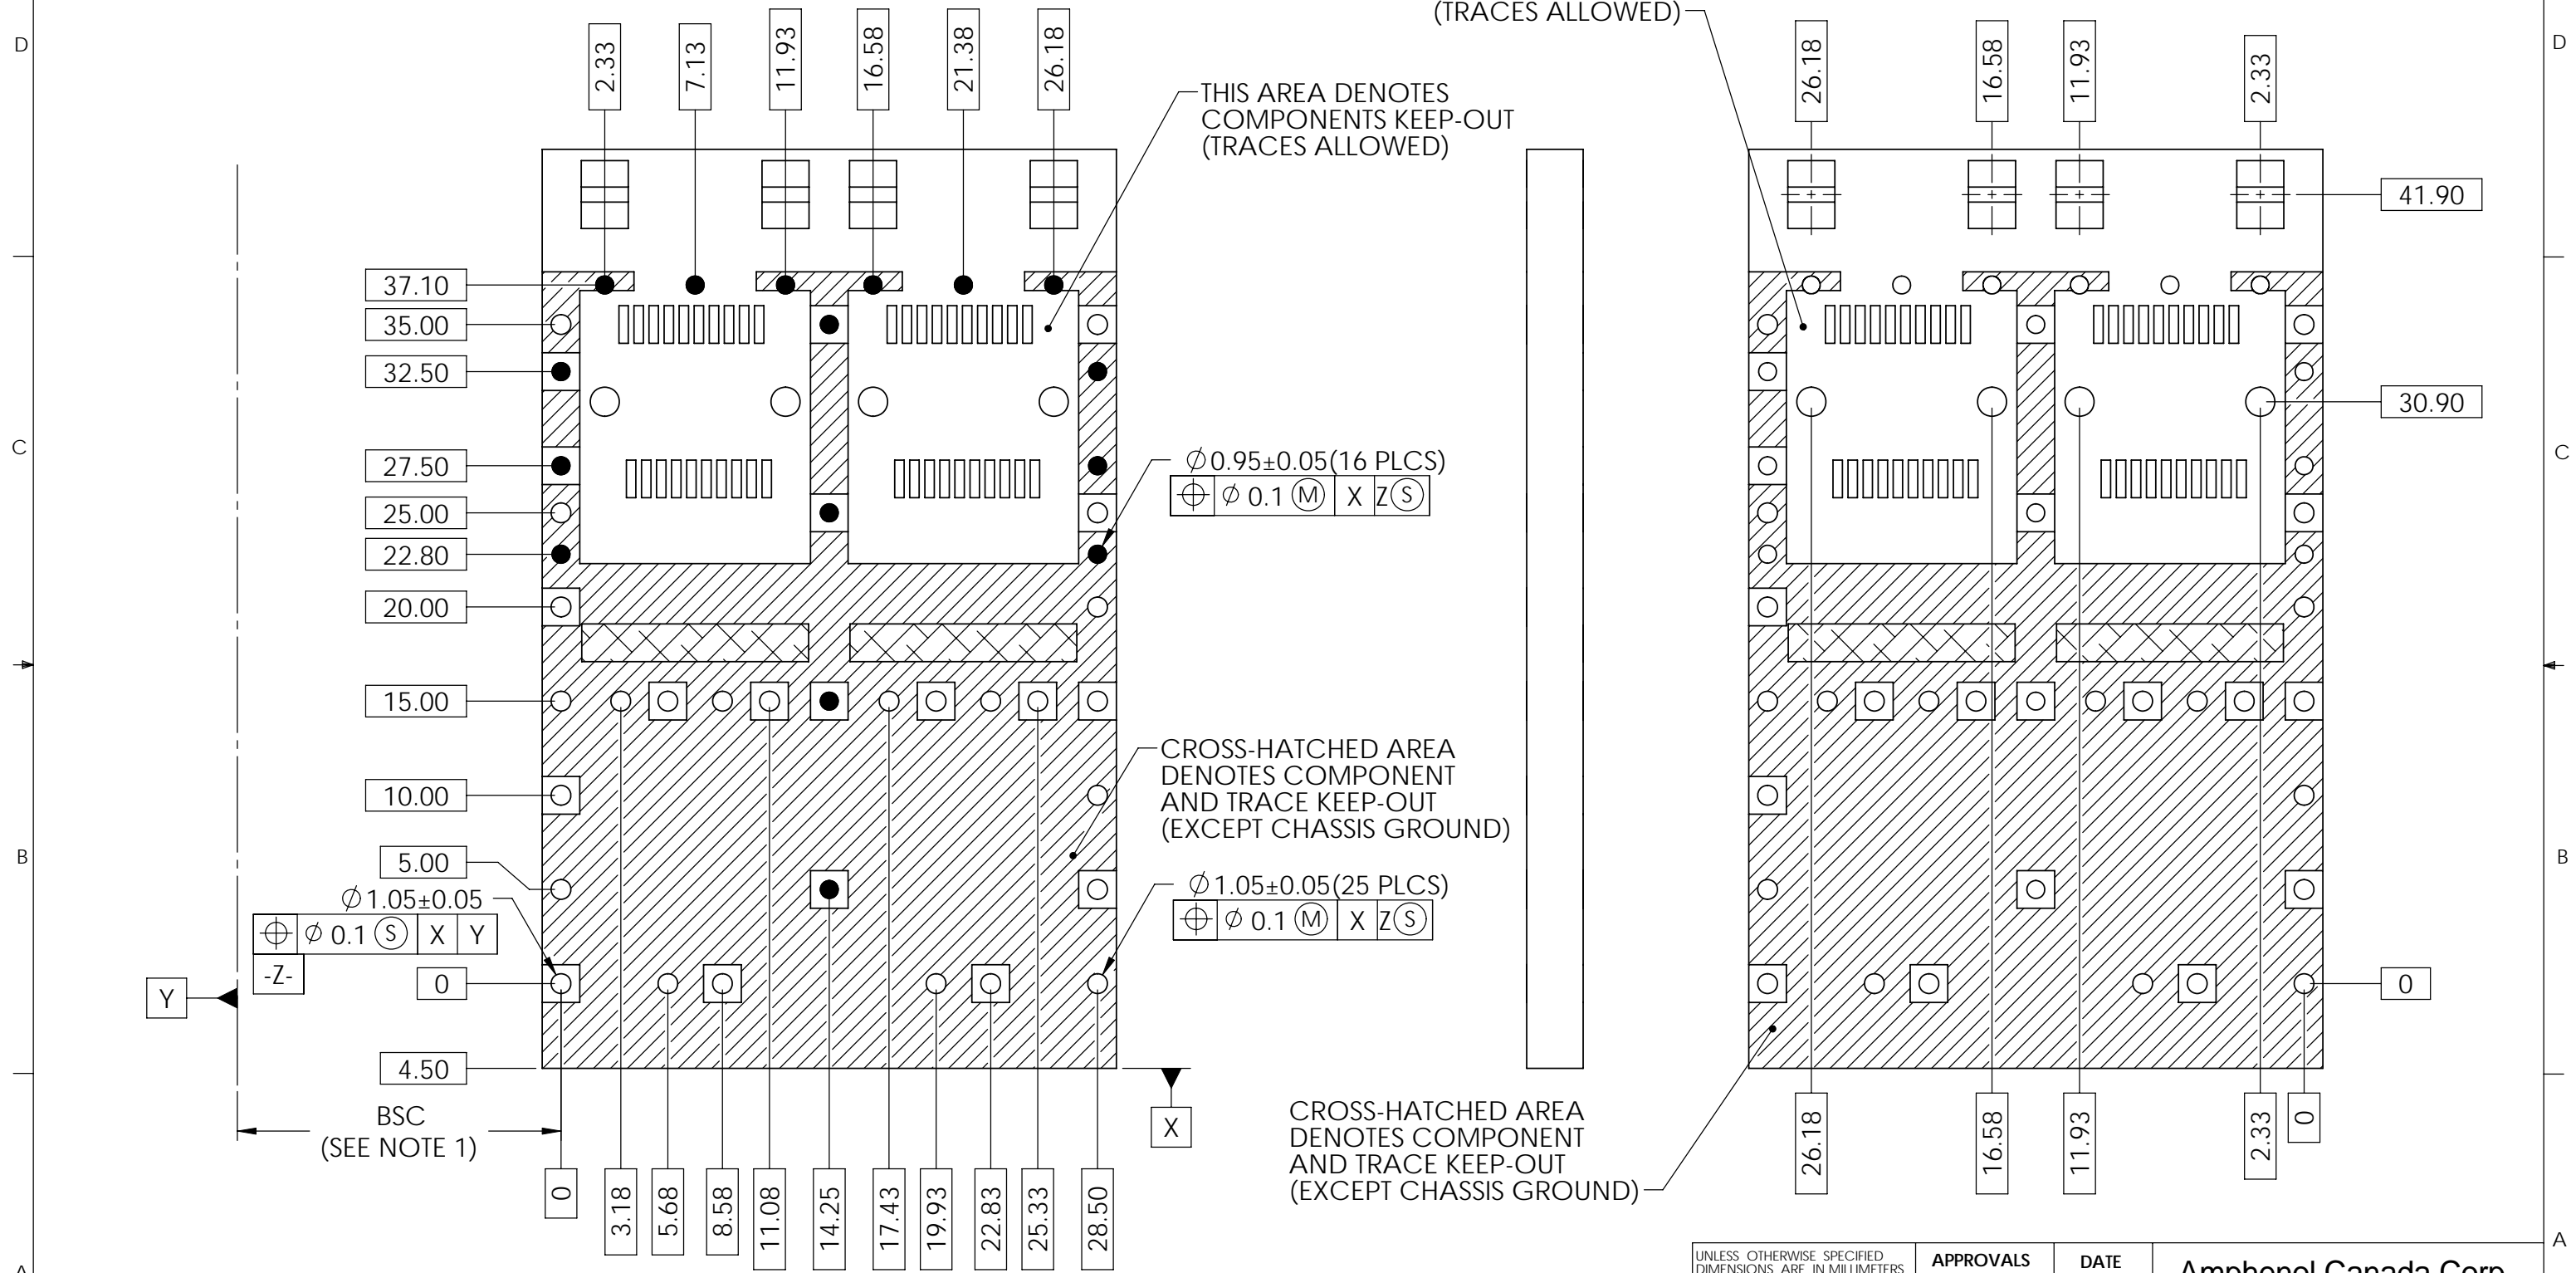 D
2.33
7.13
11.93
16.58
21.38
26.18
(TRACES ALLOWED)
26.18
16.58
11.93
2.33
D
THIS AREA DENOTES
COMPONENTS KEEP-OUT
(TRACES ALLOWED)
41.90
37.10
35.00
32.50
30.90
C
27.50
25.00
22.80
20.00
15.00
10.00
5.00
C
Ø0.95±0.05(16 PLCS)
⌖ Ø 0.1 Ⓜ X Z Ⓢ
CROSS-HATCHED AREA
DENOTES COMPONENT
AND TRACE KEEP-OUT
(EXCEPT CHASSIS GROUND)
B
B
Ø1.05±0.05
⌖ Ø 0.1 Ⓢ X Y
-Z-
Ø1.05±0.05(25 PLCS)
⌖ Ø 0.1 Ⓜ X Z Ⓢ
Y
0
0
4.50
BSC
(SEE NOTE 1)
X
CROSS-HATCHED AREA
DENOTES COMPONENT
AND TRACE KEEP-OUT
(EXCEPT CHASSIS GROUND)
0
3.18
5.68
8.58
11.08
14.25
17.43
19.93
22.83
25.33
28.50
26.18
16.58
11.93
2.33
0
A
A
UNLESS OTHERWISE SPECIFIED
DIMENSIONS ARE IN MILLIMETERS
APPROVALS
DATE
Amphenol Canada Corp.